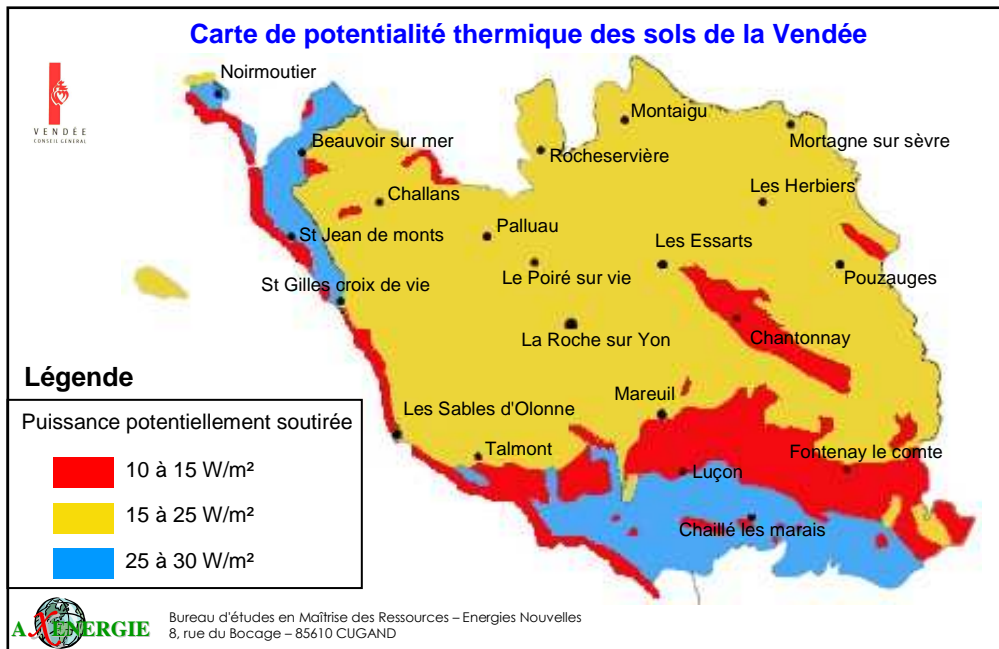 Carte de potentialité thermique des sols de la Vendée
VENDÉE
CONSEIL GENERAL
Noirmoutier
Montaigu
Beauvoir sur mer
Mortagne sur sèvre
Rocheservière
Challans
Les Herbiers
St Jean de monts
Palluau
Les Essarts
Le Poiré sur vie
Pouzauges
St Gilles croix de vie
La Roche sur Yon
Chantonnay
Légende
Mareuil
Puissance potentiellement soutirée
Les Sables d'Olonne
Talmont
Fontenay le comte
10 à 15 W/m²
Luçon
15 à 25 W/m²
Chaillé les marais
25 à 30 W/m²
AXENERGIE
Bureau d'études en Maîtrise des Ressources – Energies Nouvelles
8, rue du Bocage – 85610 CUGAND